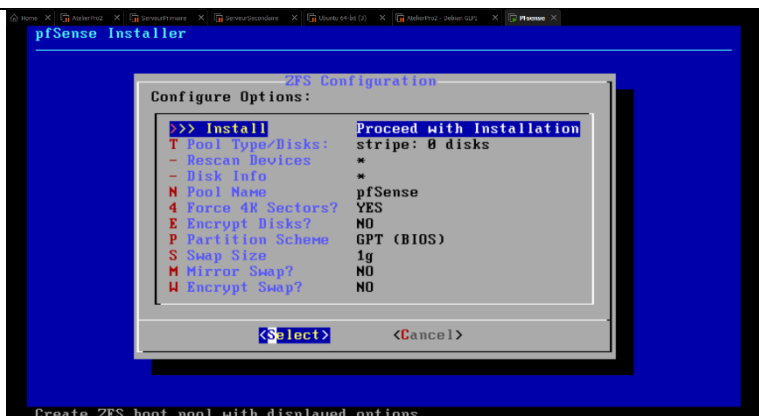 Home AtelierPro2 ServeurPrimaire ServeurSecondaire Ubuntu 64-bit (3) AtelierPro2 - Debian GLPI Pfsense
pfSense Installer
ZFS Configuration
Configure Options:
>>> Install Proceed with Installation
T Pool Type/Disks: stripe: 0 disks
- Rescan Devices *
- Disk Info *
N Pool Name pfSense
4 Force 4K Sectors? YES
E Encrypt Disks? NO
P Partition Scheme GPT (BIOS)
S Swap Size 1g
M Mirror Swap? NO
W Encrypt Swap? NO
<Select> <Cancel>
Create ZFS boot pool with displayed options